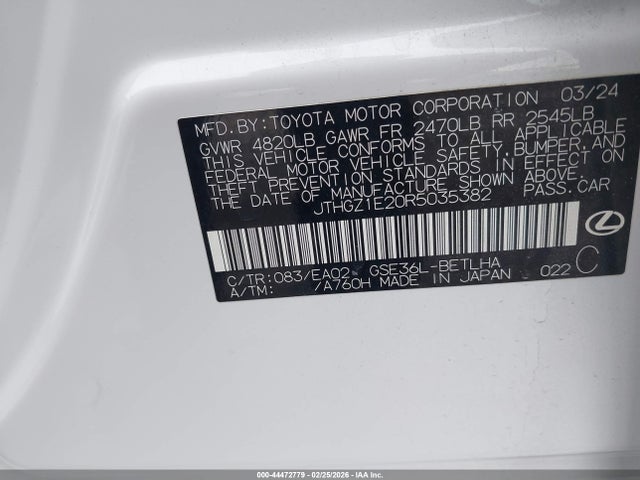 MFD. BY: TOYOTA MOTOR CORPORATION 03/24
GVWR 4820LB GAWR FR 2470LB RR 2545LB
THIS VEHICLE CONFORMS TO ALL APPLICABLE
FEDERAL MOTOR VEHICLE SAFETY, BUMPER, AND
THEFT PREVENTION STANDARDS IN EFFECT ON
THE DATE OF MANUFACTURE SHOWN ABOVE.
JTHGZ1E20R5035382 PASS.CAR
C/TR: 083/EA02 GSE36L-BETLHA 022 C
A/TM: /A760H MADE IN JAPAN
000-44472779 - 02/25/2026 - IAA Inc.